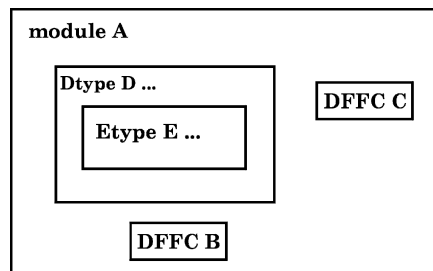 module A
Dtype D ...
DFFC C
Etype E ...
DFFC B